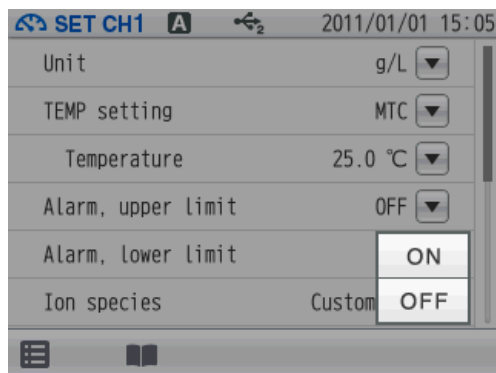 SET CH1 A 2 2011/01/01 15:05
Unit g/L
TEMP setting MTC
Temperature 25.0 ℃
Alarm, upper limit OFF
Alarm, lower limit ON
Ion species Custom OFF